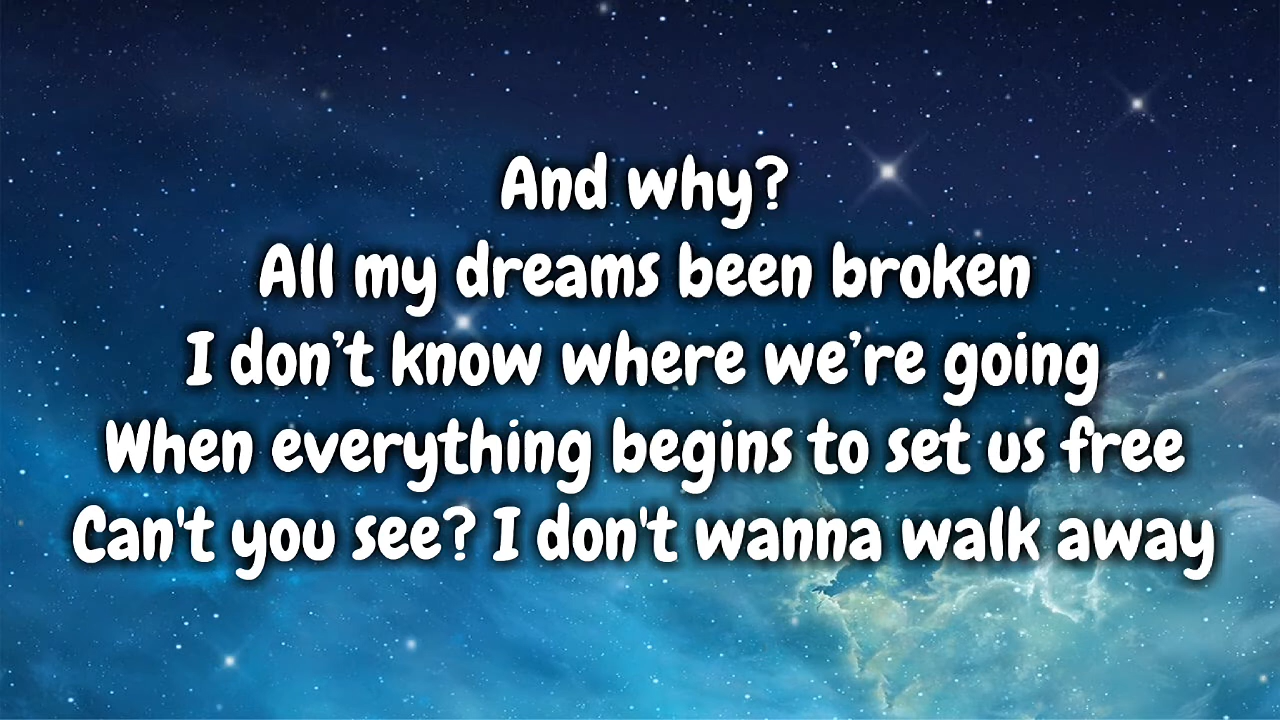 And why?
All my dreams been broken
I don’t know where we’re going
When everything begins to set us free
Can't you see? I don't wanna walk away